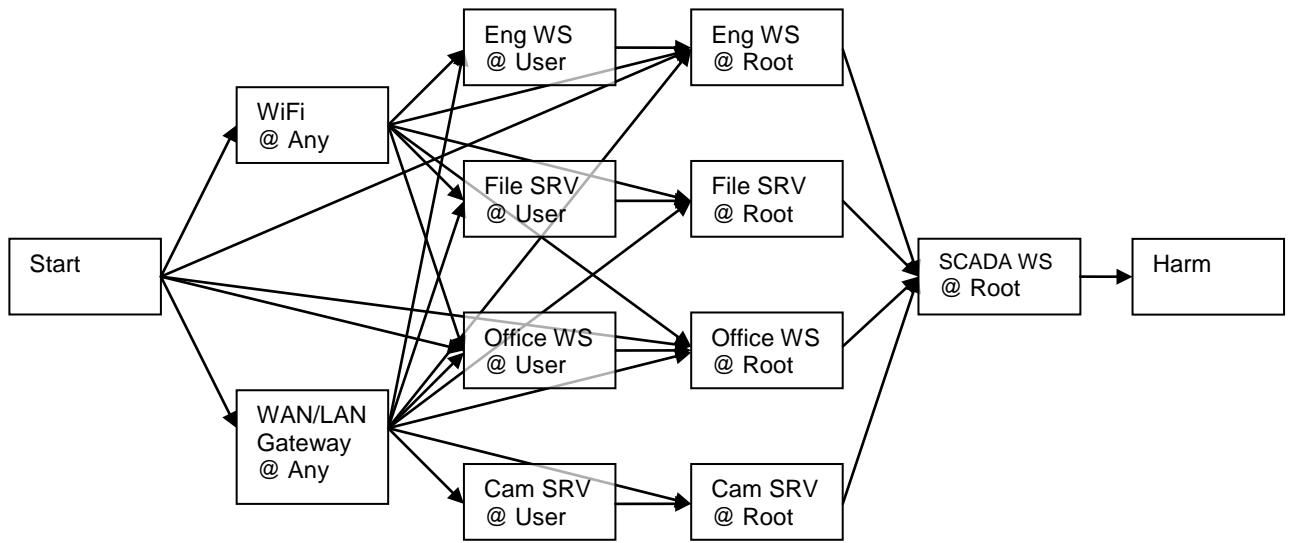 Start
WiFi
@ Any
WAN/LAN
Gateway
@ Any
Eng WS
@ User
File SRV
@ User
Office WS
@ User
Cam SRV
@ User
Eng WS
@ Root
File SRV
@ Root
Office WS
@ Root
Cam SRV
@ Root
SCADA WS
@ Root
Harm